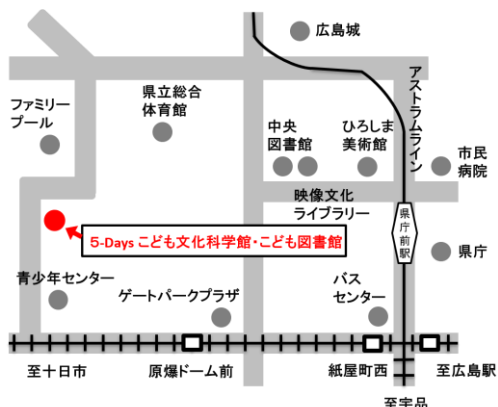 広島城
アストラムライン
ファミリー
プール
県立総合
体育館
中央
図書館
ひろしま
美術館
市民
病院
映像文化
ライブラリー
県庁前駅
5-Days こども文化科学館・こども図書館
県庁
青少年センター
ゲートパークプラザ
バス
センター
至十日市
原爆ドーム前
紙屋町西
至広島駅
至宇品